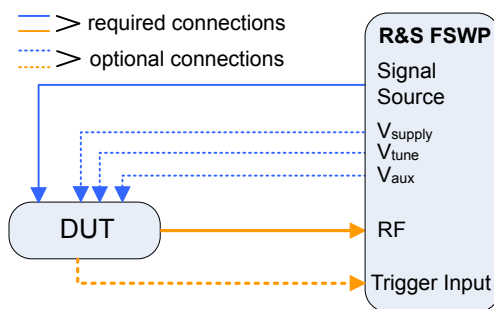 required connections
optional connections
R&S FSWP
Signal
Source
Vsupply
Vtune
Vaux
DUT
RF
Trigger Input